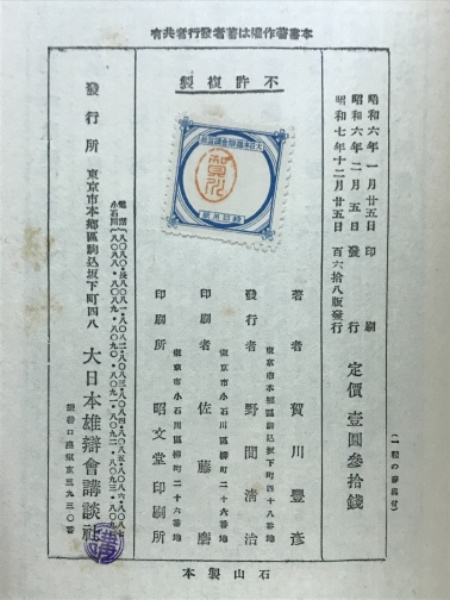 本書著作權は著者發行者共有
不許複製
昭和六年一月廿五日印刷
昭和六年二月五日發行
昭和七年十二月廿五日百六拾八版發行
定價壹圓參拾錢
著者 賀川豐彦
東京市本鄕區駒込坂下町四十八番地
發行者 野間淸治
東京市小石川區柳町二十六番地
印刷者 佐藤磨
東京市小石川區柳町二十六番地
印刷所 昭文堂印刷所
發行所 東京市本鄕區駒込坂下町四八 大日本雄辯會講談社
振替口座東京三九三〇番
石山製本